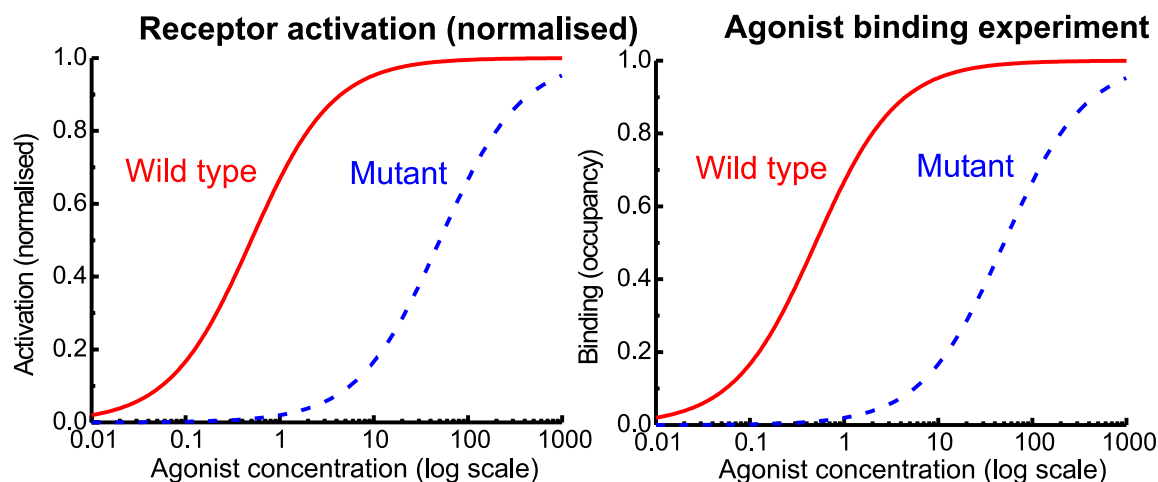 Receptor activation (normalised)
Activation (normalised)
1.0
0.8
0.6
0.4
0.2
0.0
Wild type
Mutant
0.01 0.1 1 10 100 1000
Agonist concentration (log scale)
Agonist binding experiment
Binding (occupancy)
1.0
0.8
0.6
0.4
0.2
0.0
Wild type
Mutant
0.01 0.1 1 10 100 1000
Agonist concentration (log scale)